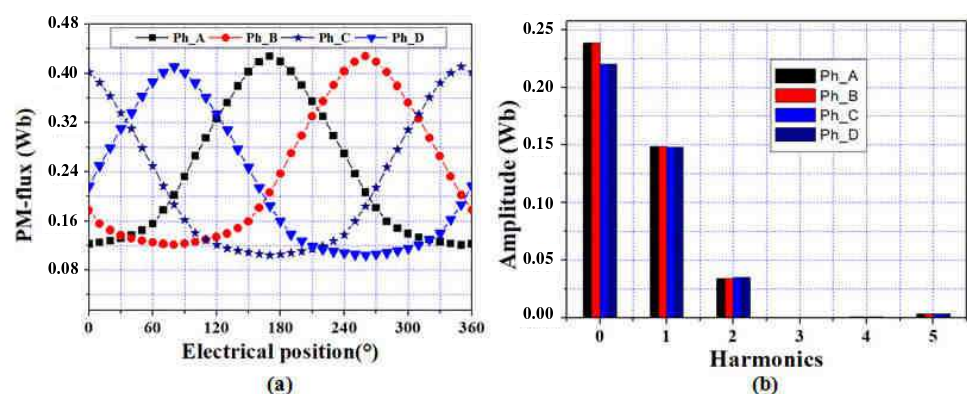 Ph_A Ph_B Ph_C Ph_D
PM-flux (Wb)
0.48
0.40
0.32
0.24
0.16
0.08
0 60 120 180 240 300 360
Electrical position(°)
(a)
Ph_A
Ph_B
Ph_C
Ph_D
Amplitude (Wb)
0.25
0.20
0.15
0.10
0.05
0.00
0 1 2 3 4 5
Harmonics
(b)